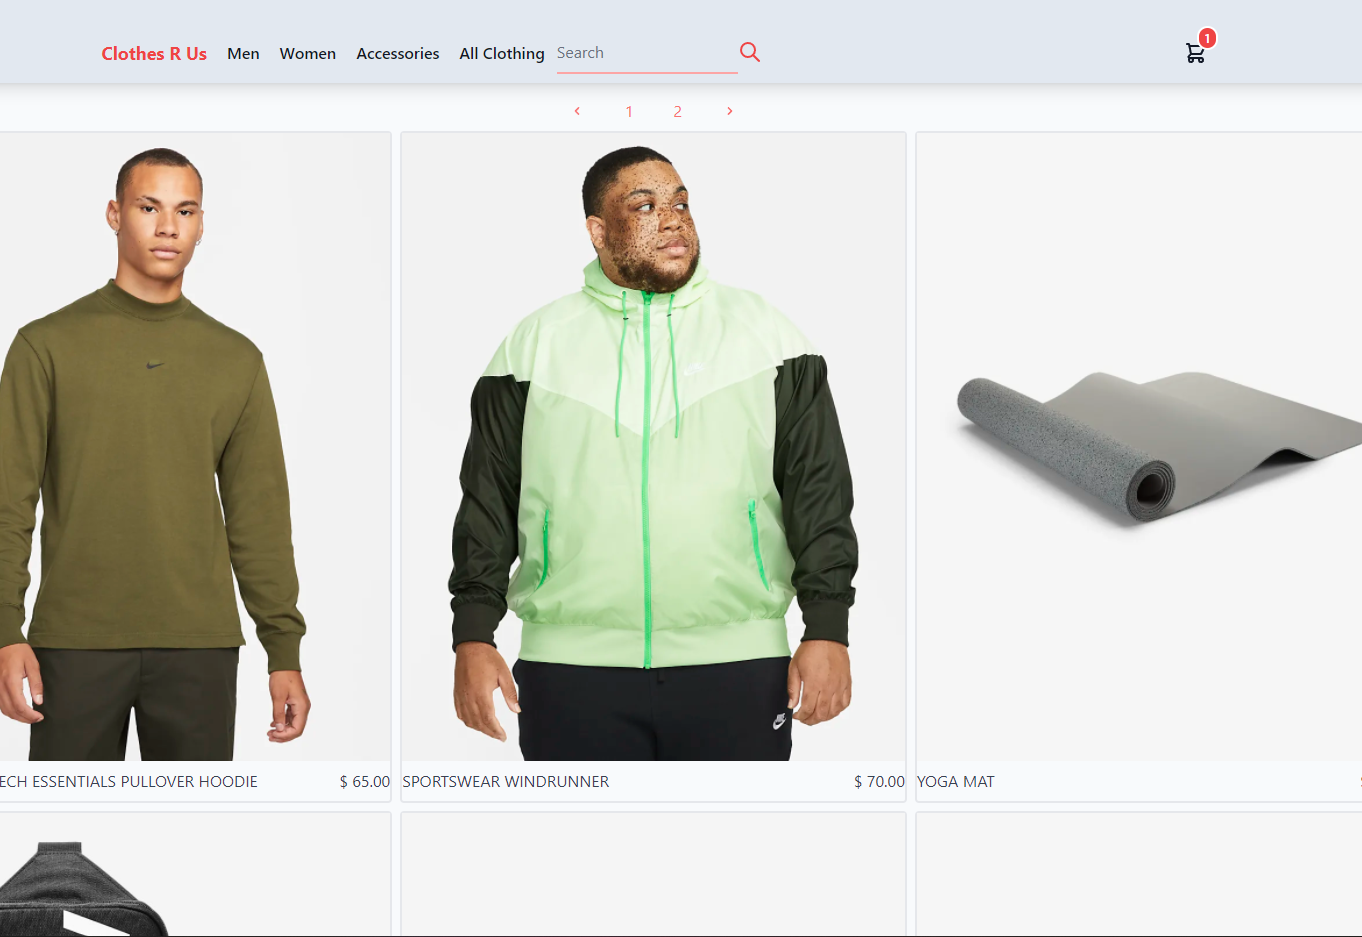 Clothes R Us Men Women Accessories All Clothing Search 1
‹ 1 2 ›
ECH ESSENTIALS PULLOVER HOODIE $ 65.00 SPORTSWEAR WINDRUNNER $ 70.00 YOGA MAT